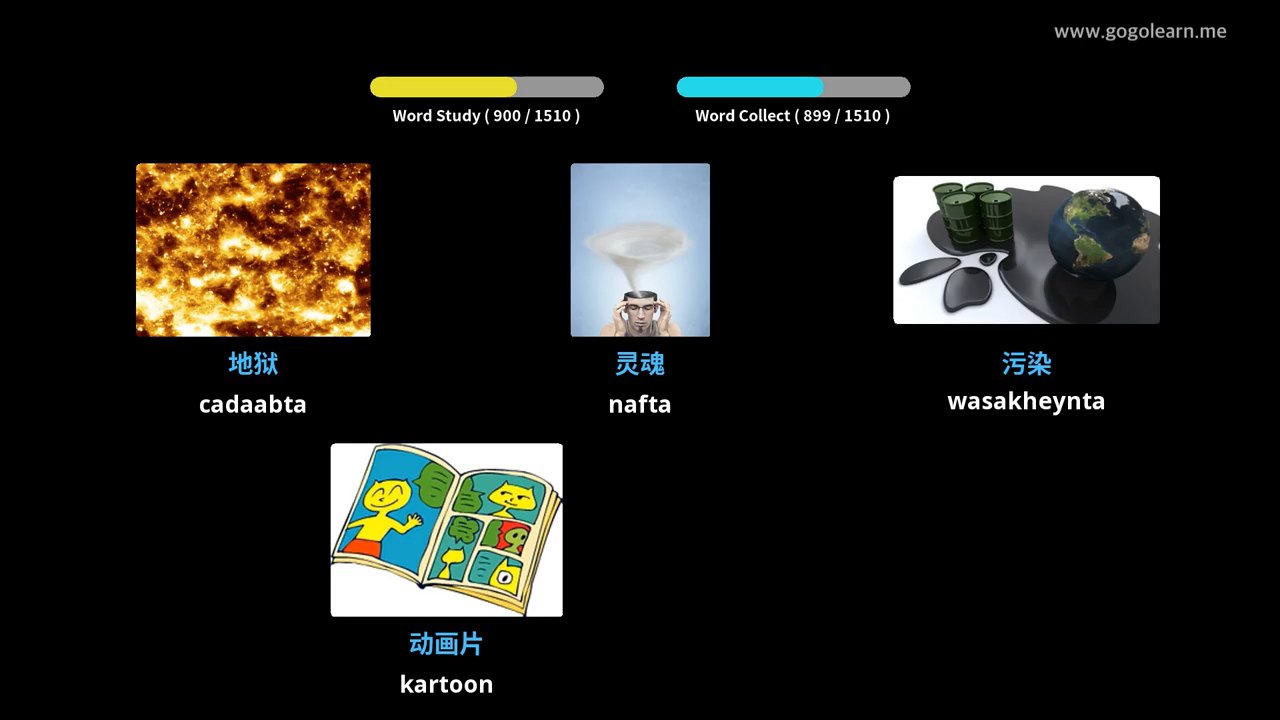 www.gogolearn.me
Word Study ( 900 / 1510 )
Word Collect ( 899 / 1510 )
地狱
cadaabta
灵魂
nafta
污染
wasakheynta
动画片
kartoon